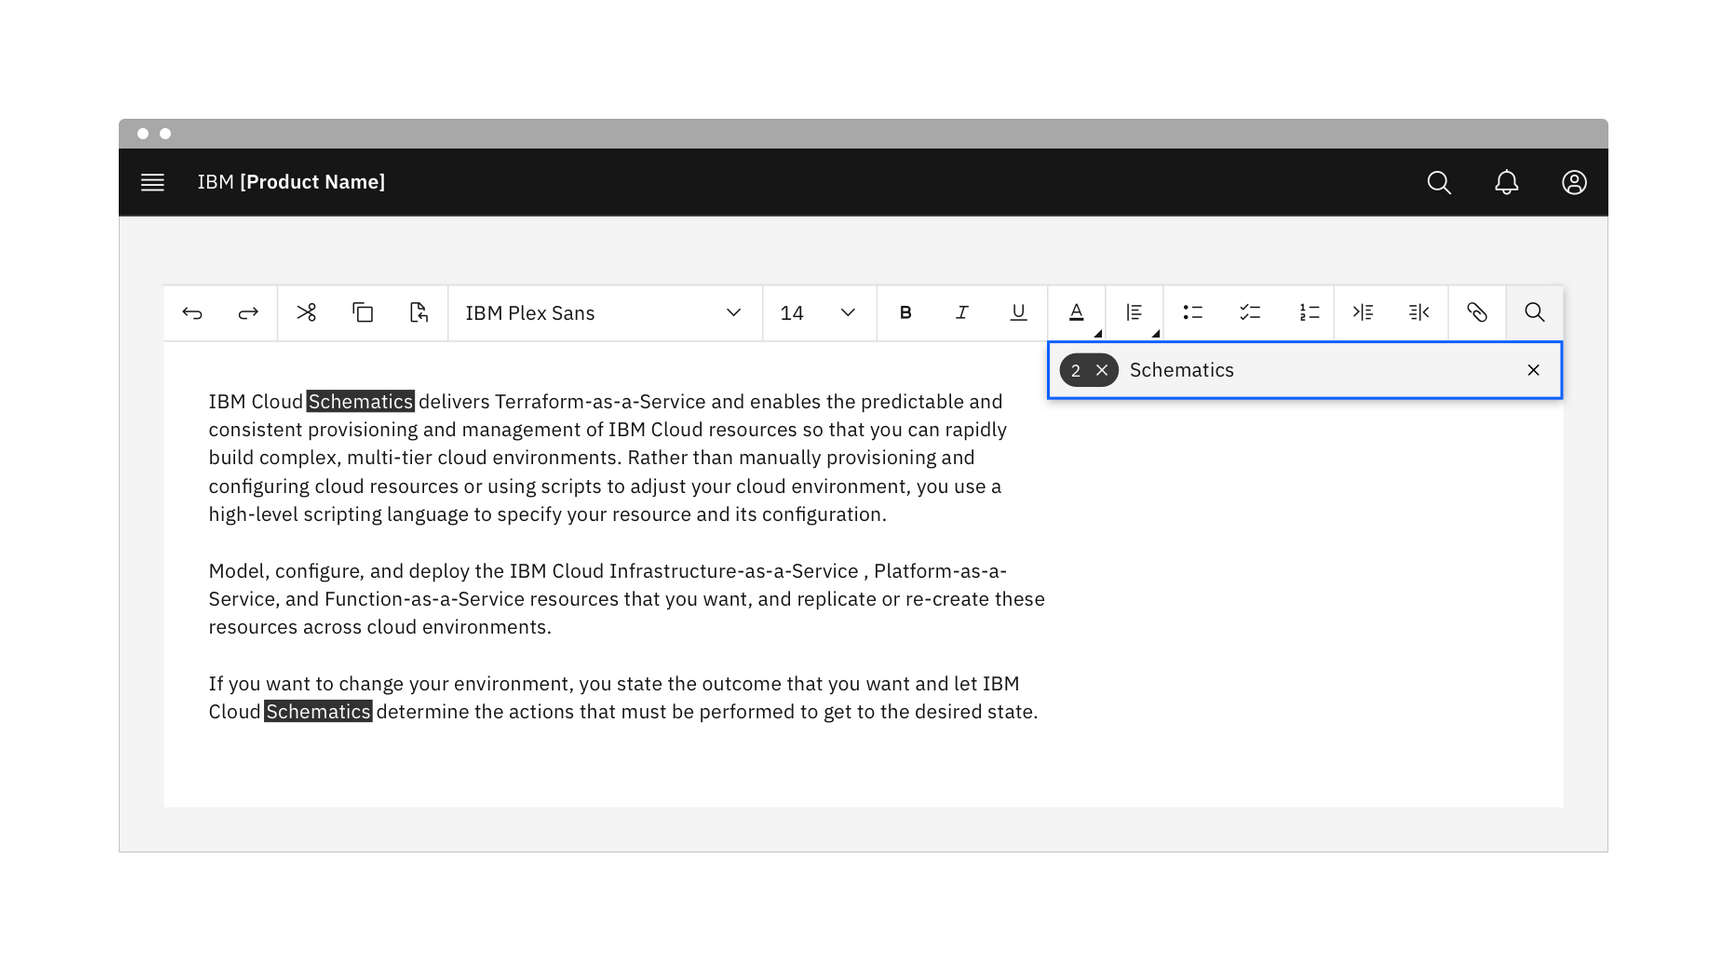 IBM [Product Name]
IBM Plex Sans 14 B I U A
2 Schematics
IBM Cloud Schematics delivers Terraform-as-a-Service and enables the predictable and
consistent provisioning and management of IBM Cloud resources so that you can rapidly
build complex, multi-tier cloud environments. Rather than manually provisioning and
configuring cloud resources or using scripts to adjust your cloud environment, you use a
high-level scripting language to specify your resource and its configuration.
Model, configure, and deploy the IBM Cloud Infrastructure-as-a-Service , Platform-as-a-
Service, and Function-as-a-Service resources that you want, and replicate or re-create these
resources across cloud environments.
If you want to change your environment, you state the outcome that you want and let IBM
Cloud Schematics determine the actions that must be performed to get to the desired state.